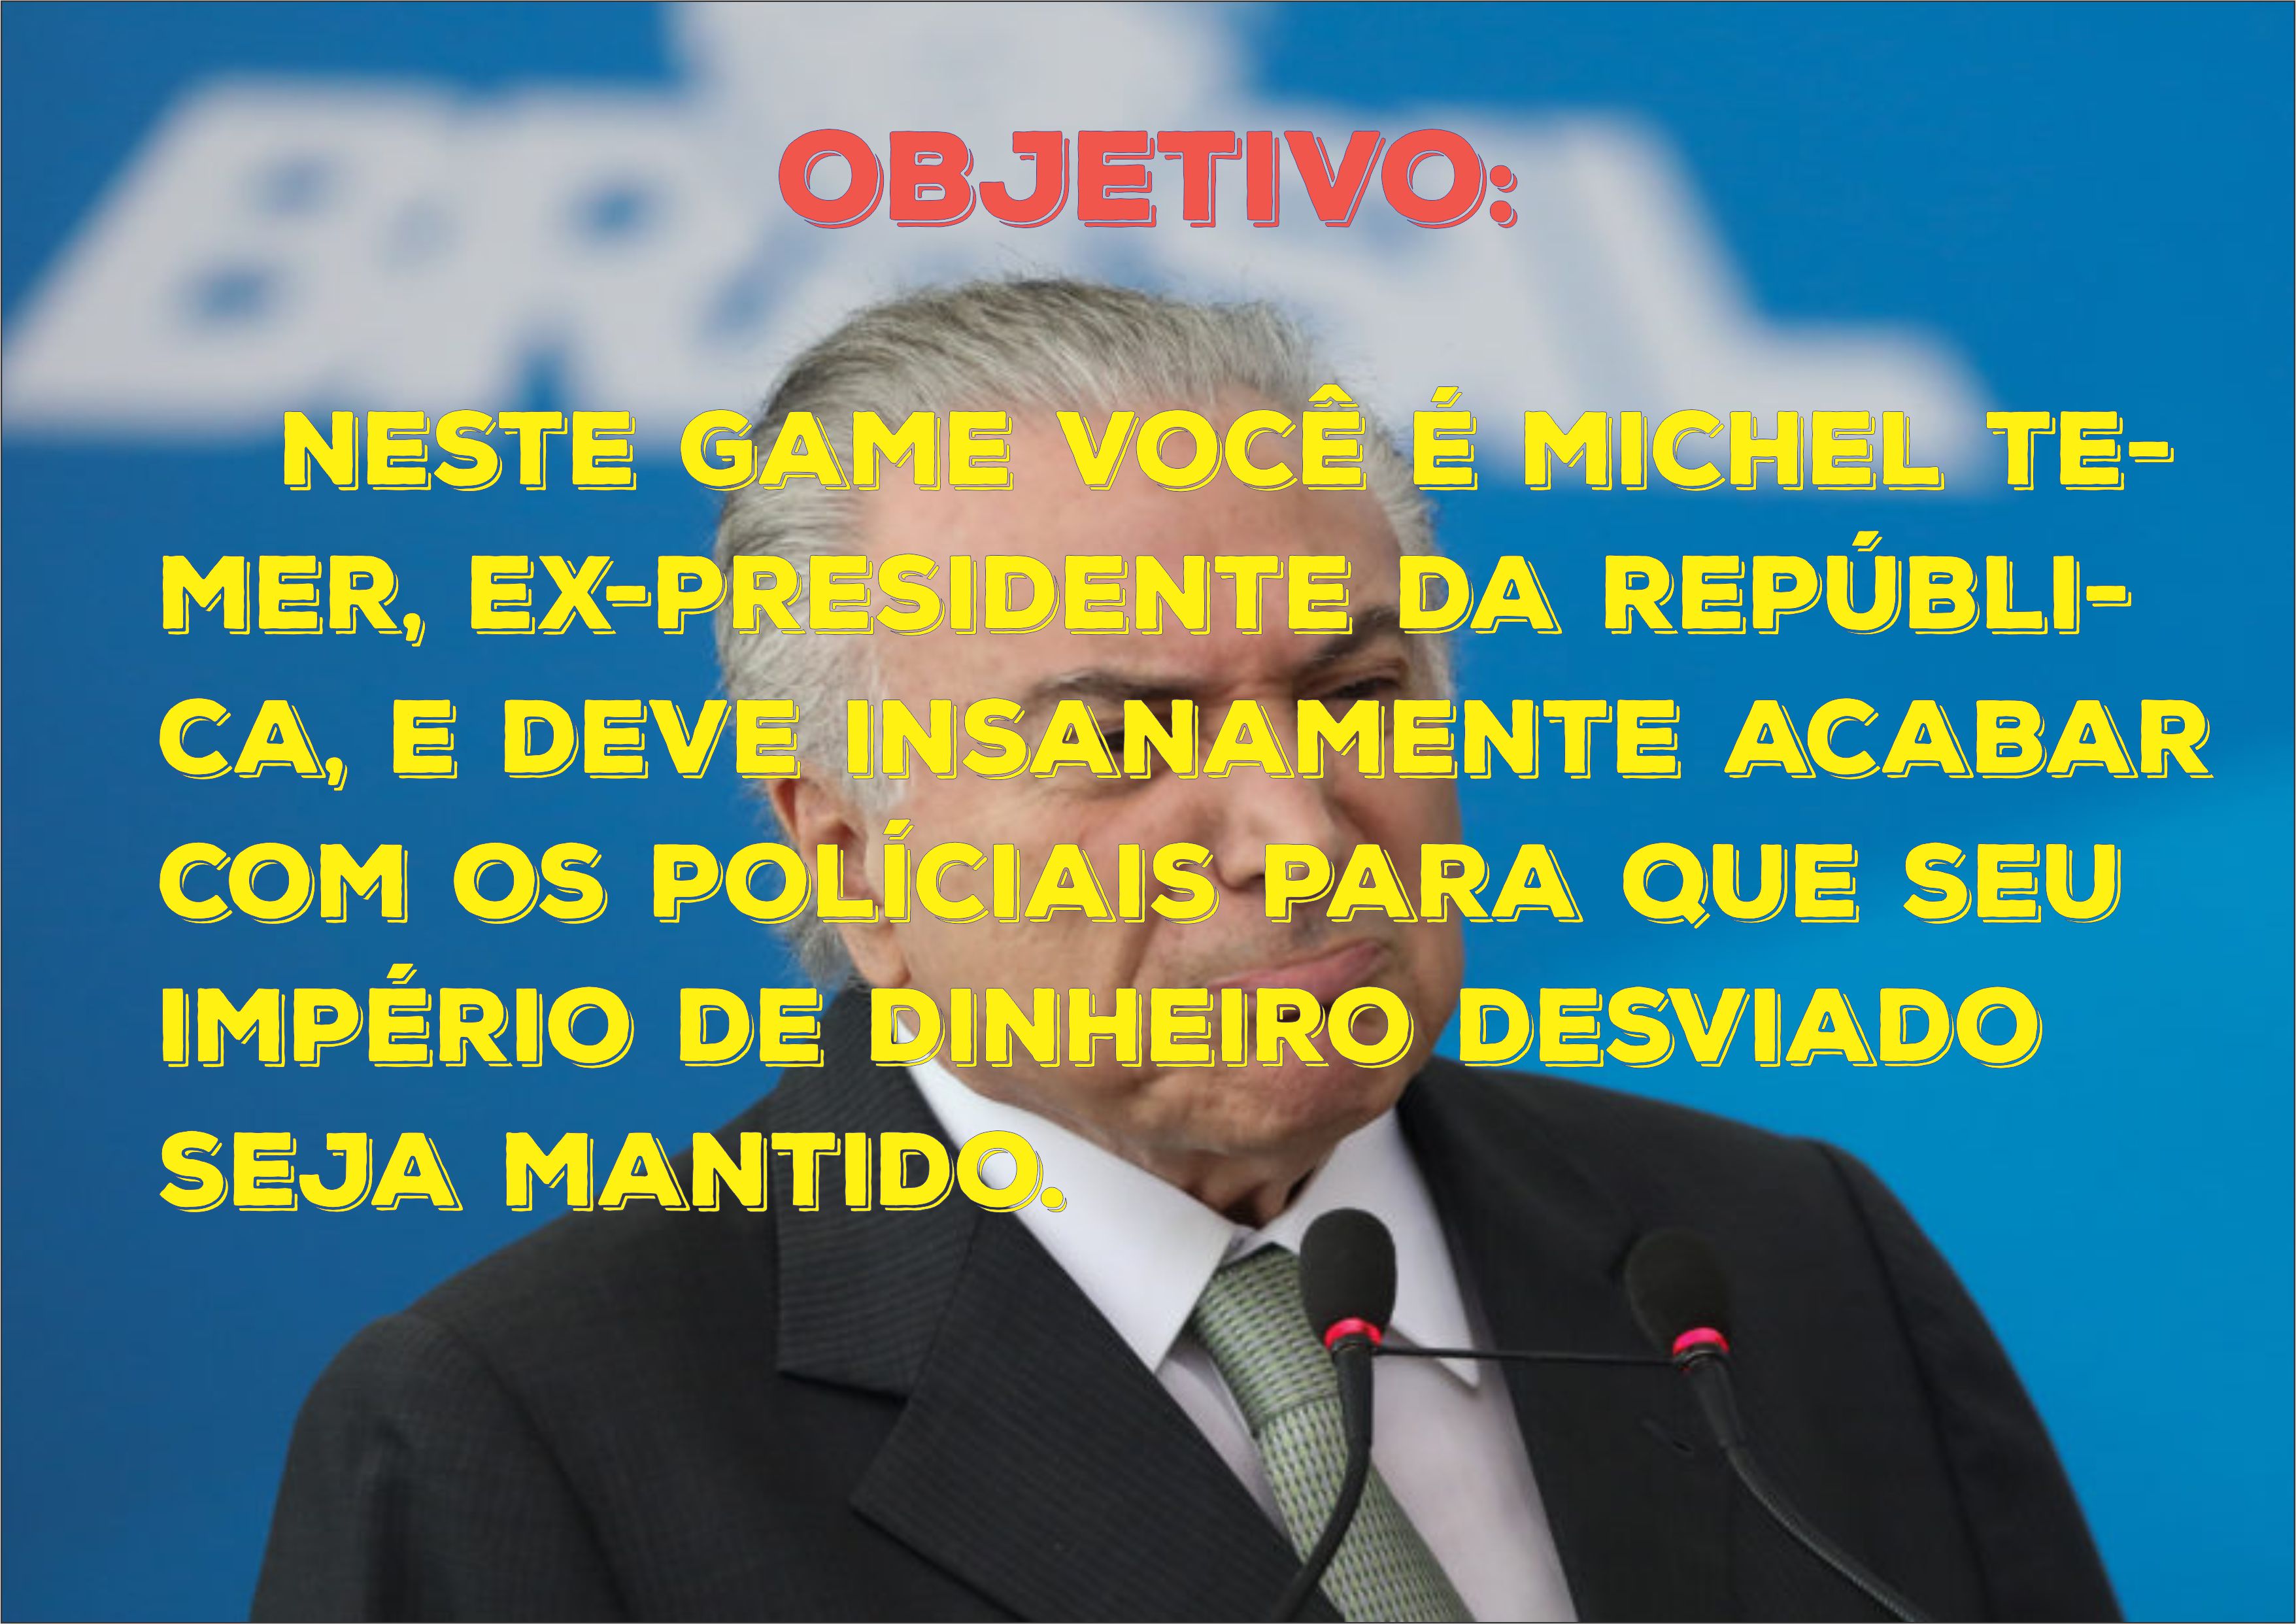 BRASIL
OBJETIVO:
NESTE GAME VOCÊ É MICHEL TE-
MER, EX-PRESIDENTE DA REPÚBLI-
CA, E DEVE INSANAMENTE ACABAR
COM OS POLÍCIAIS PARA QUE SEU
IMPÉRIO DE DINHEIRO DESVIADO
SEJA MANTIDO.